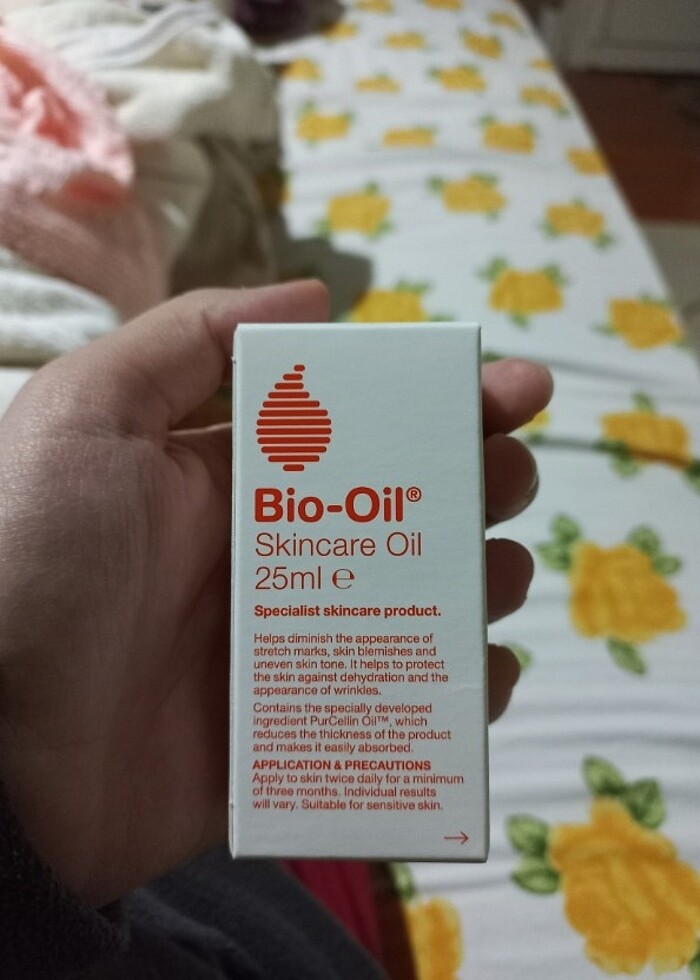 Bio-Oil®
Skincare Oil
25ml ℮
Specialist skincare product.
Helps diminish the appearance of
stretch marks, skin blemishes and
uneven skin tone. It helps to protect
the skin against dehydration and the
appearance of wrinkles.
Contains the specially developed
ingredient PurCellin Oil™, which
reduces the thickness of the product
and makes it easily absorbed.
APPLICATION & PRECAUTIONS
Apply to skin twice daily for a minimum
of three months. Individual results
will vary. Suitable for sensitive skin.